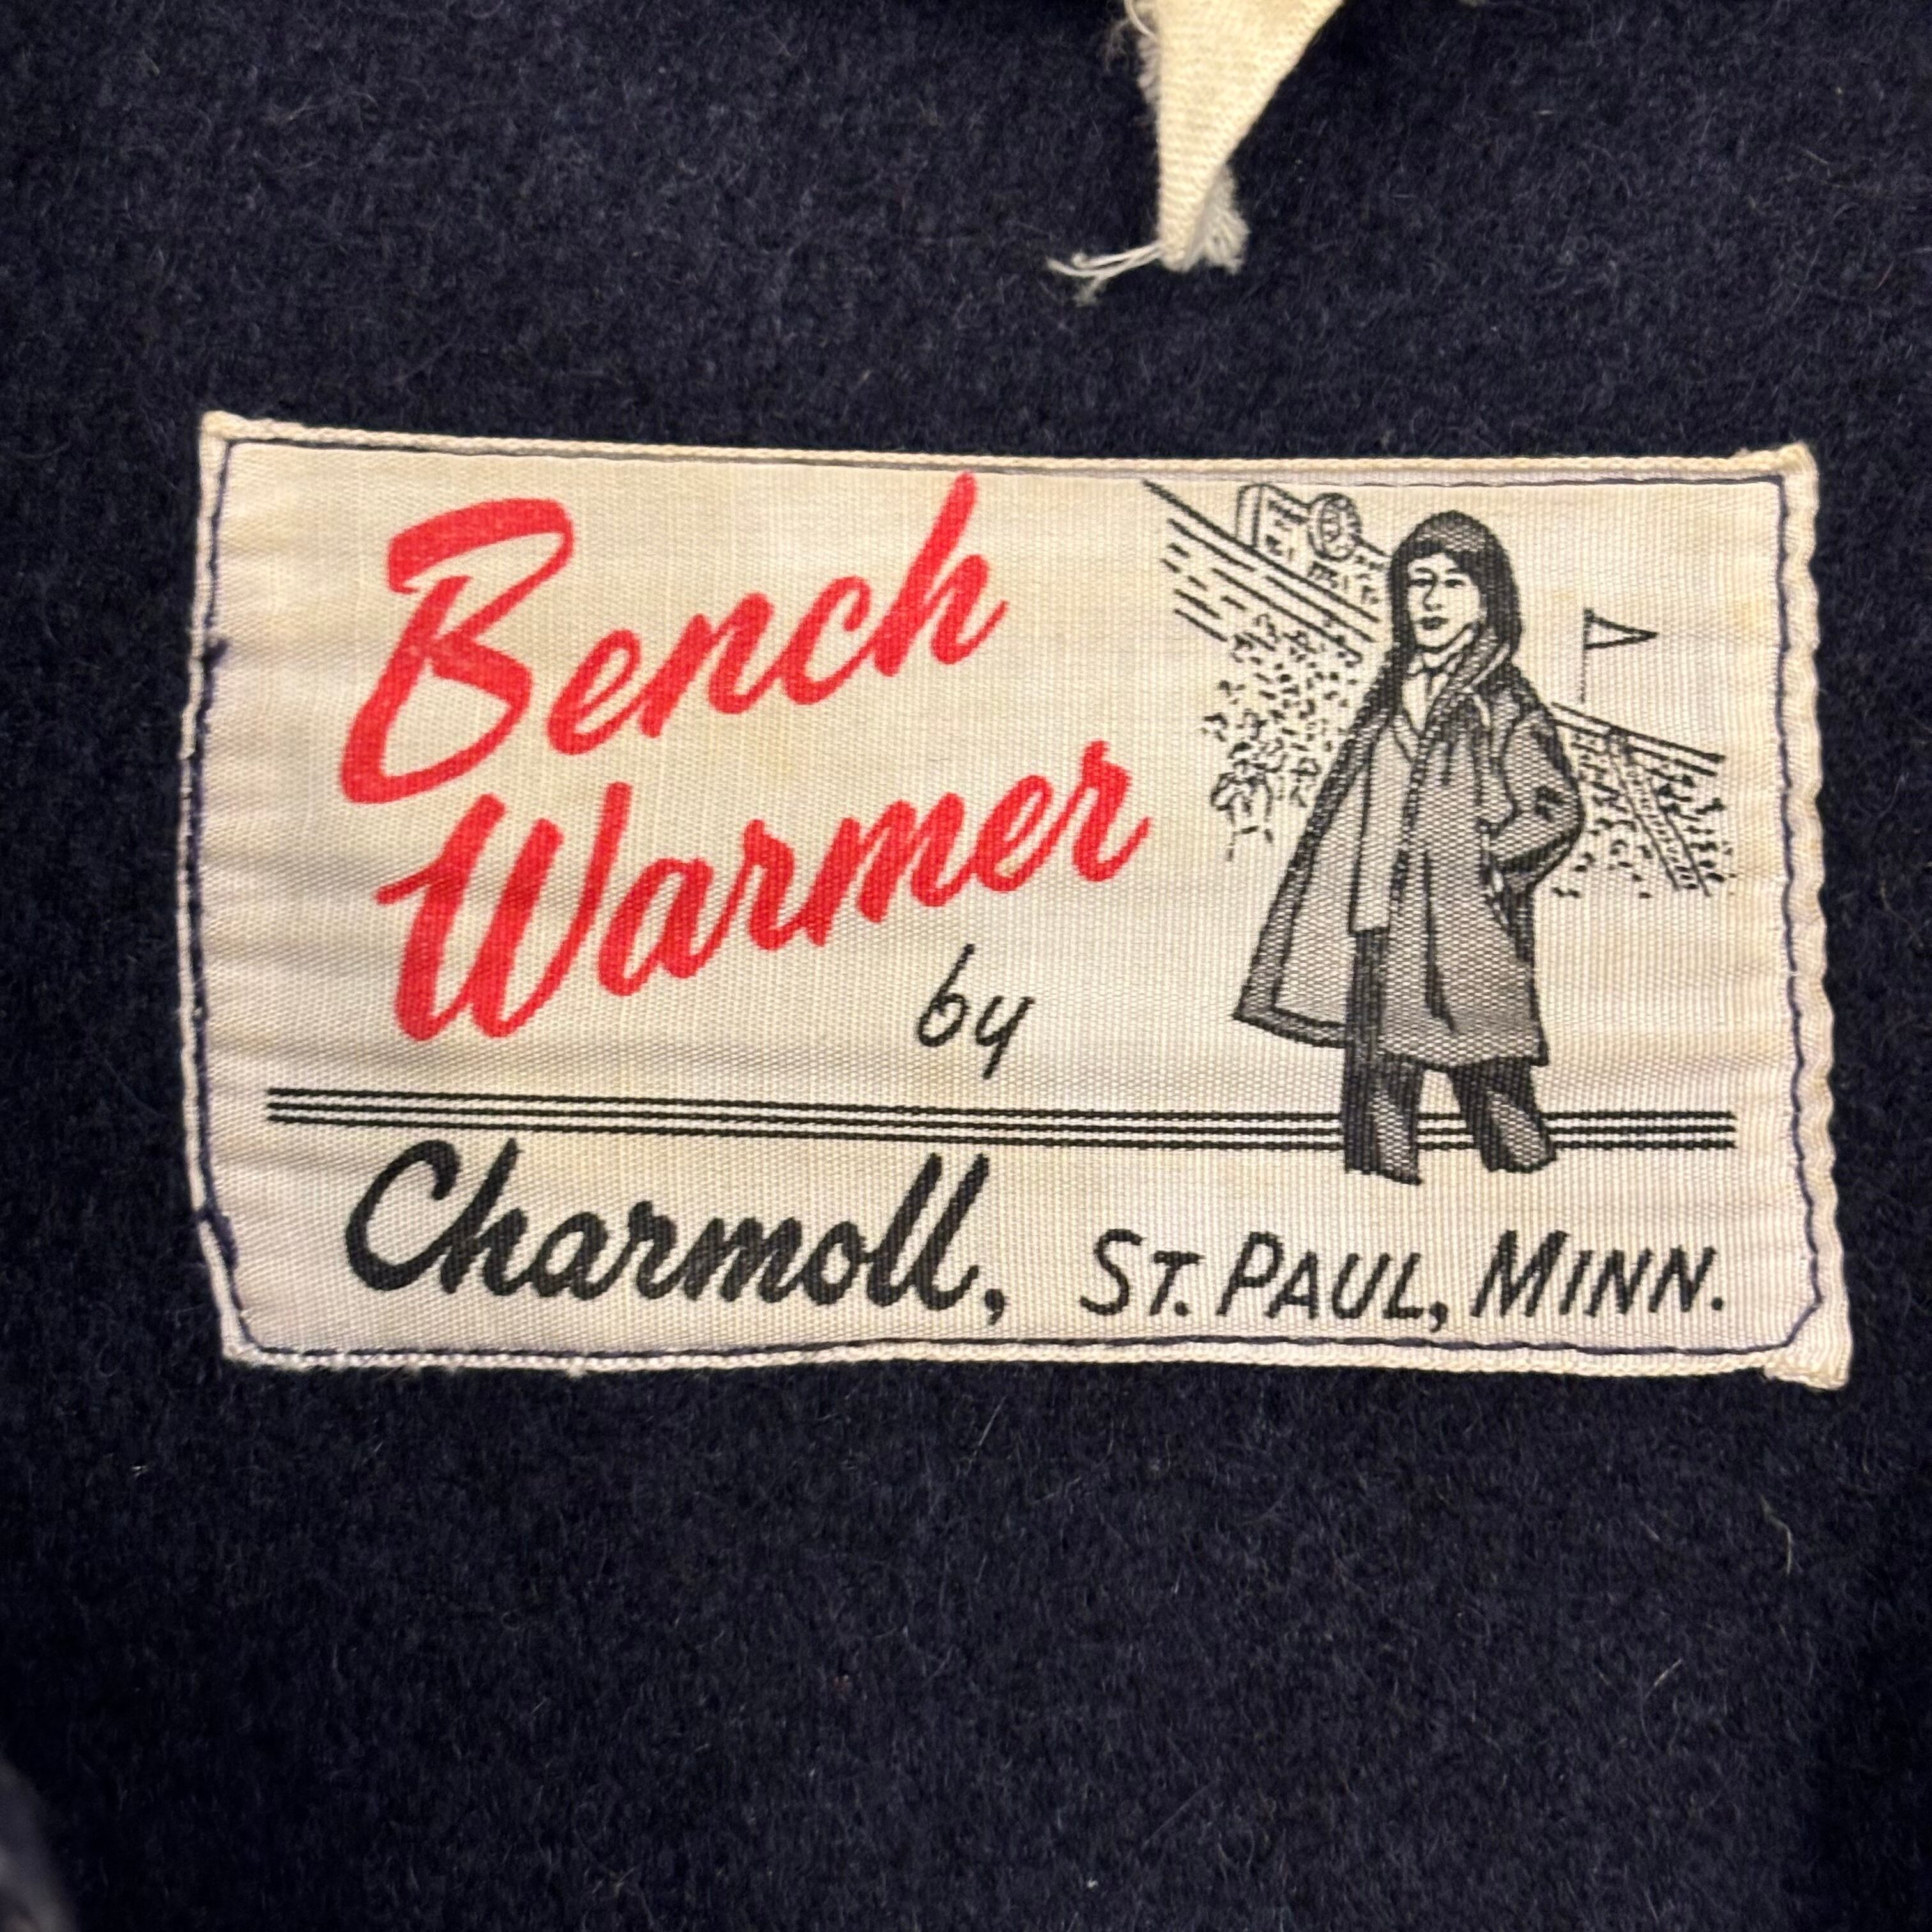 Bench
Warmer
by
Charmoll, ST. PAUL, MINN.